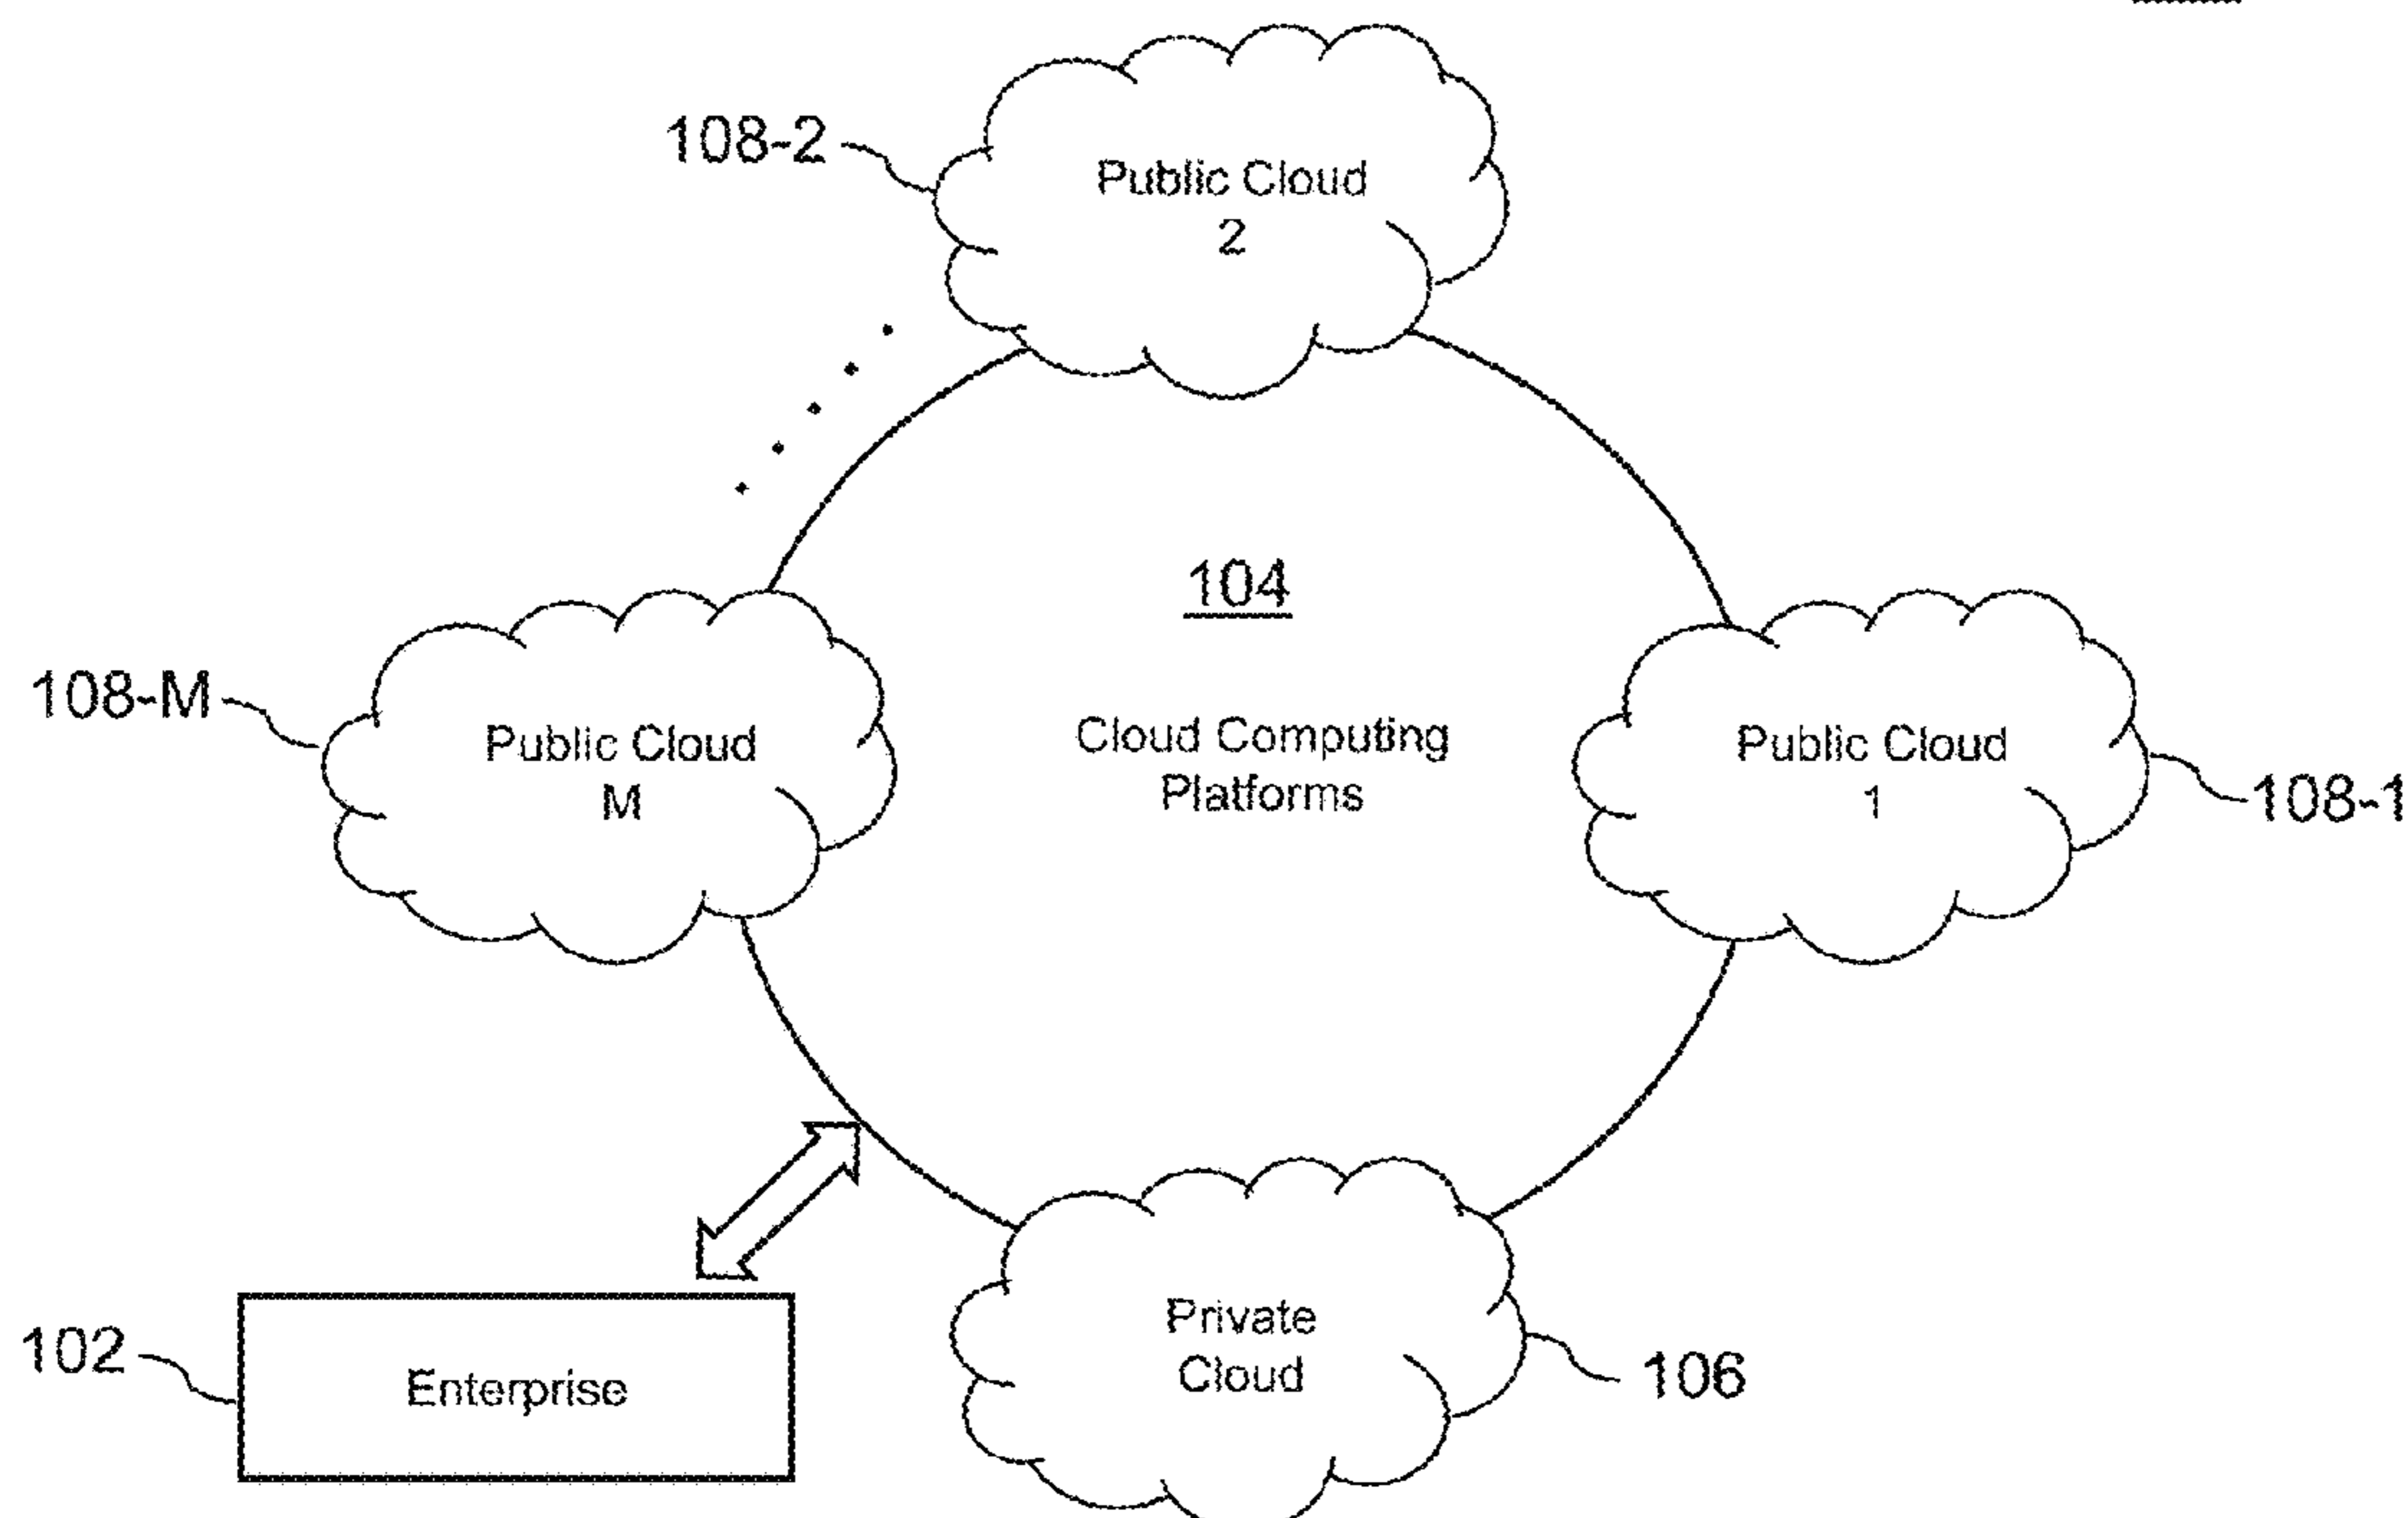 108-2
Public Cloud
2
104
108-M
Public Cloud
M
Cloud Computing
Platforms
Public Cloud
1
108-1
Private
Cloud
106
102
Enterprise